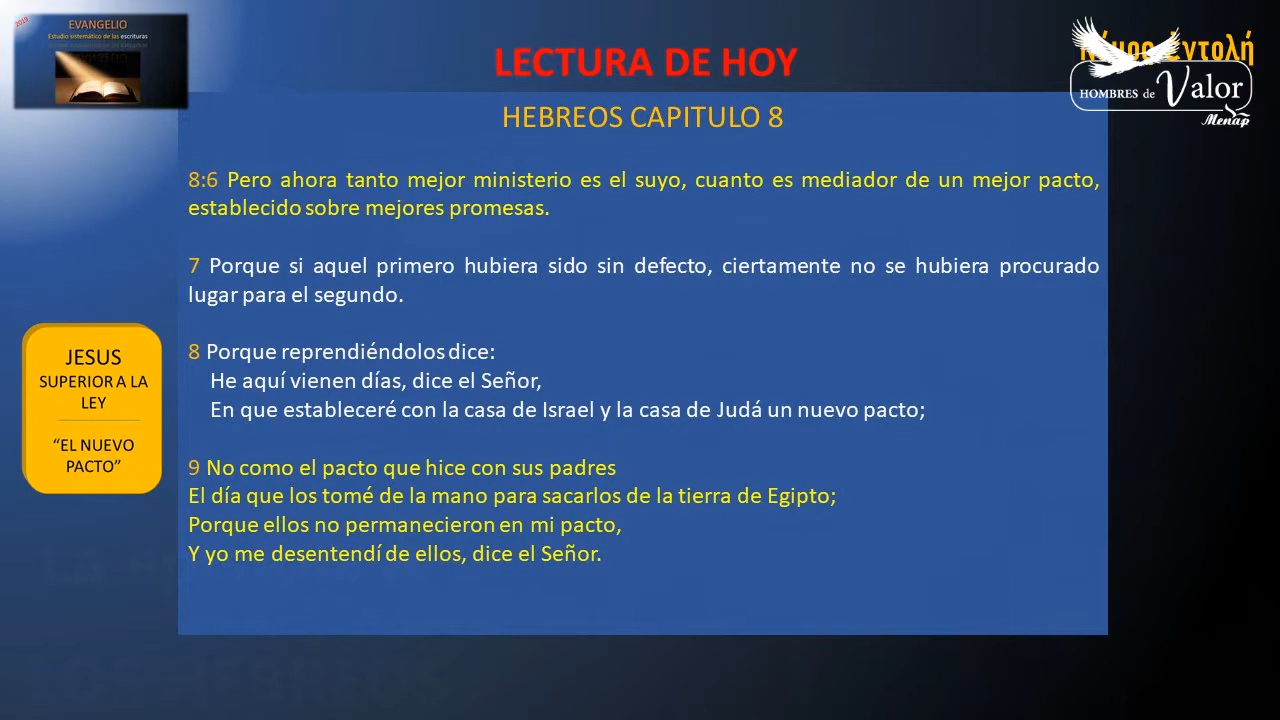 2019
EVANGELIO
Estudio sistemático de las escrituras
LECTURA DE HOY
εντολή
HOMBRES de Valor
Menap
HEBREOS CAPITULO 8
8:6 Pero ahora tanto mejor ministerio es el suyo, cuanto es mediador de un mejor pacto,
establecido sobre mejores promesas.
7 Porque si aquel primero hubiera sido sin defecto, ciertamente no se hubiera procurado
lugar para el segundo.
8 Porque reprendiéndolos dice:
He aquí vienen días, dice el Señor,
En que estableceré con la casa de Israel y la casa de Judá un nuevo pacto;
9 No como el pacto que hice con sus padres
El día que los tomé de la mano para sacarlos de la tierra de Egipto;
Porque ellos no permanecieron en mi pacto,
Y yo me desentendí de ellos, dice el Señor.
JESUS
SUPERIOR A LA
LEY
“EL NUEVO
PACTO”